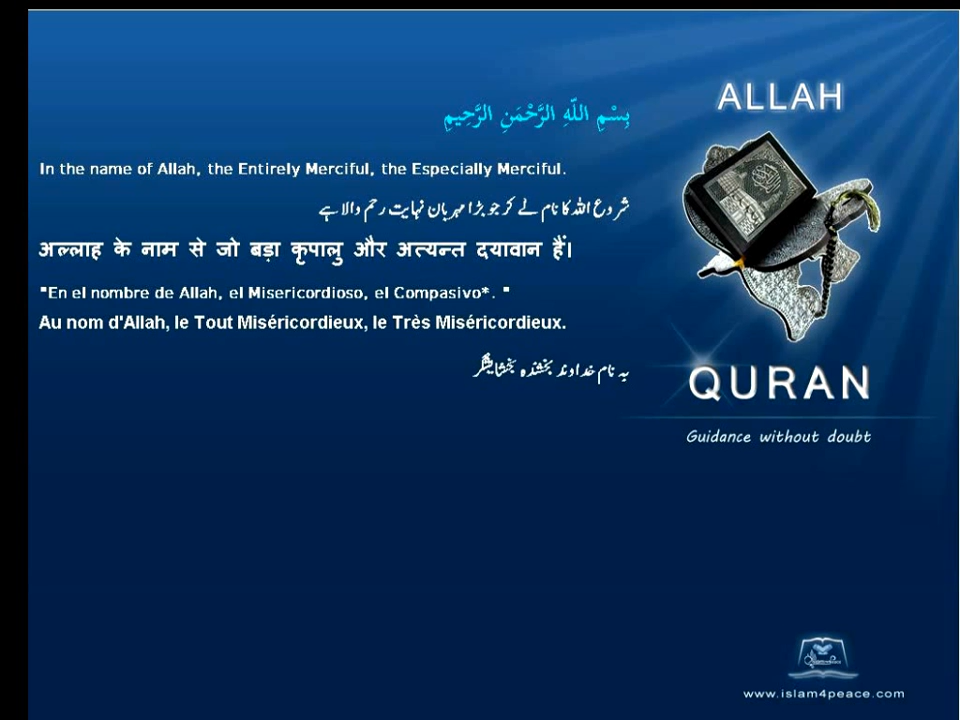 بِسْمِ اللّهِ الرَّحْمَنِ الرَّحِيمِ
In the name of Allah, the Entirely Merciful, the Especially Merciful.
شروع الله کا نام لے کر جو بڑا مہربان نہایت رحم والا ہے
अल्लाह के नाम से जो बड़ा कृपालु और अत्यन्त दयावान हैं।
"En el nombre de Allah, el Misericordioso, el Compasivo*. "
Au nom d'Allah, le Tout Miséricordieux, le Très Miséricordieux.
به نام خداوند بخشنده بخشایشگر
ALLAH
QURAN
Guidance without doubt
www.islam4peace.com